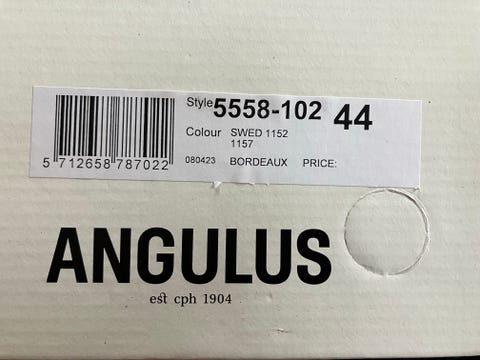 Style 5558-102 44
Colour SWED 1152
1157
5 712658 787022
080423 BORDEAUX PRICE:
ANGULUS
est cph 1904